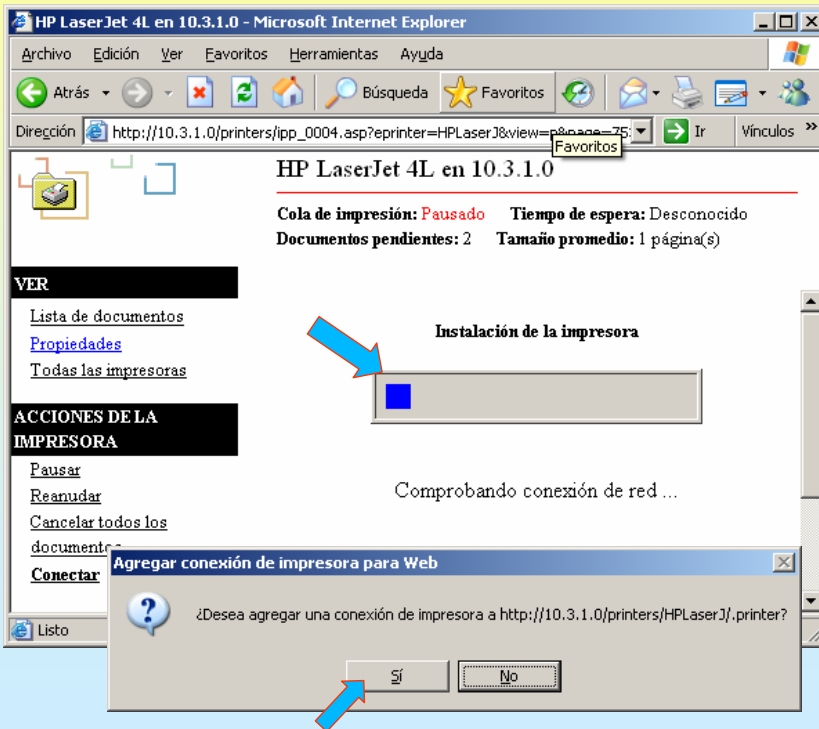 HP LaserJet 4L en 10.3.1.0 - Microsoft Internet Explorer
Archivo Edición Ver Favoritos Herramientas Ayuda
Atrás Búsqueda Favoritos
Dirección http://10.3.1.0/printers/ipp_0004.asp?eprinter=HPLaserJ&view=p&page=75 Ir Vínculos »
Favoritos
HP LaserJet 4L en 10.3.1.0
Cola de impresión: Pausado Tiempo de espera: Desconocido
Documentos pendientes: 2 Tamaño promedio: 1 página(s)
VER
Lista de documentos
Propiedades
Todas las impresoras
ACCIONES DE LA
IMPRESORA
Pausar
Reanudar
Cancelar todos los
documentos
Conectar
Instalación de la impresora
Comprobando conexión de red ...
Listo
Agregar conexión de impresora para Web
¿Desea agregar una conexión de impresora a http://10.3.1.0/printers/HPLaserJ/.printer?
Sí No